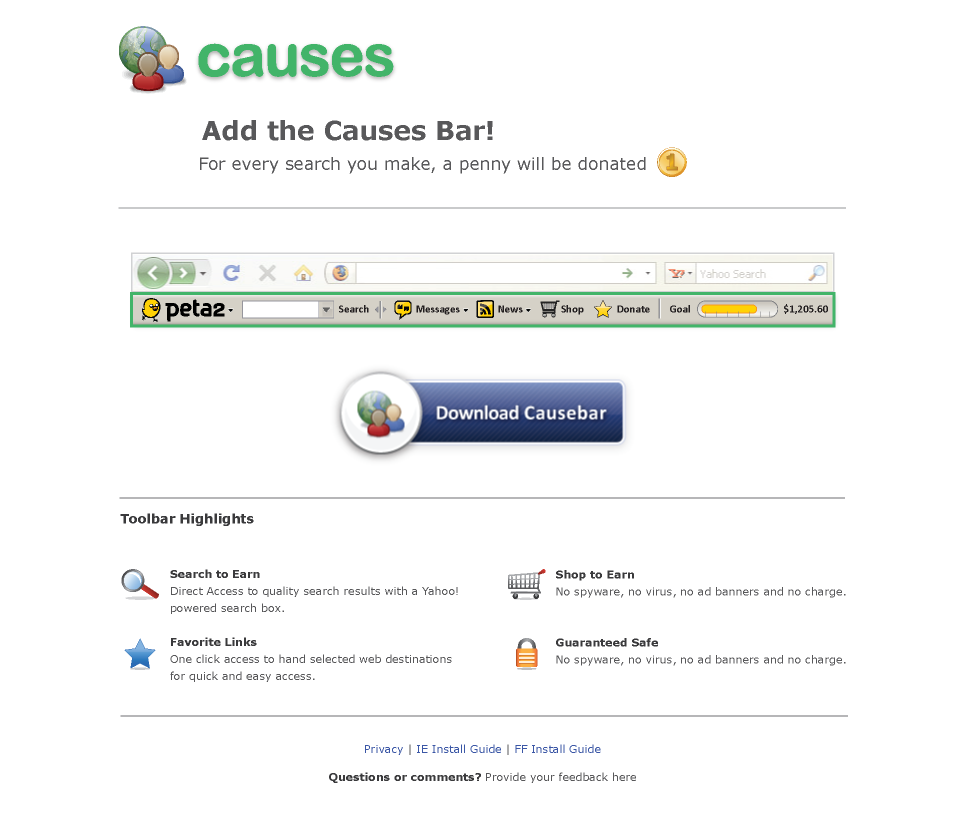 causes
Add the Causes Bar!
For every search you make, a penny will be donated 1
Yahoo Search
peta2 Search Messages News Shop Donate Goal $1,205.60
Download Causebar
Toolbar Highlights
Search to Earn
Direct Access to quality search results with a Yahoo!
powered search box.
Shop to Earn
No spyware, no virus, no ad banners and no charge.
Favorite Links
One click access to hand selected web destinations
for quick and easy access.
Guaranteed Safe
No spyware, no virus, no ad banners and no charge.
Privacy | IE Install Guide | FF Install Guide
Questions or comments? Provide your feedback here